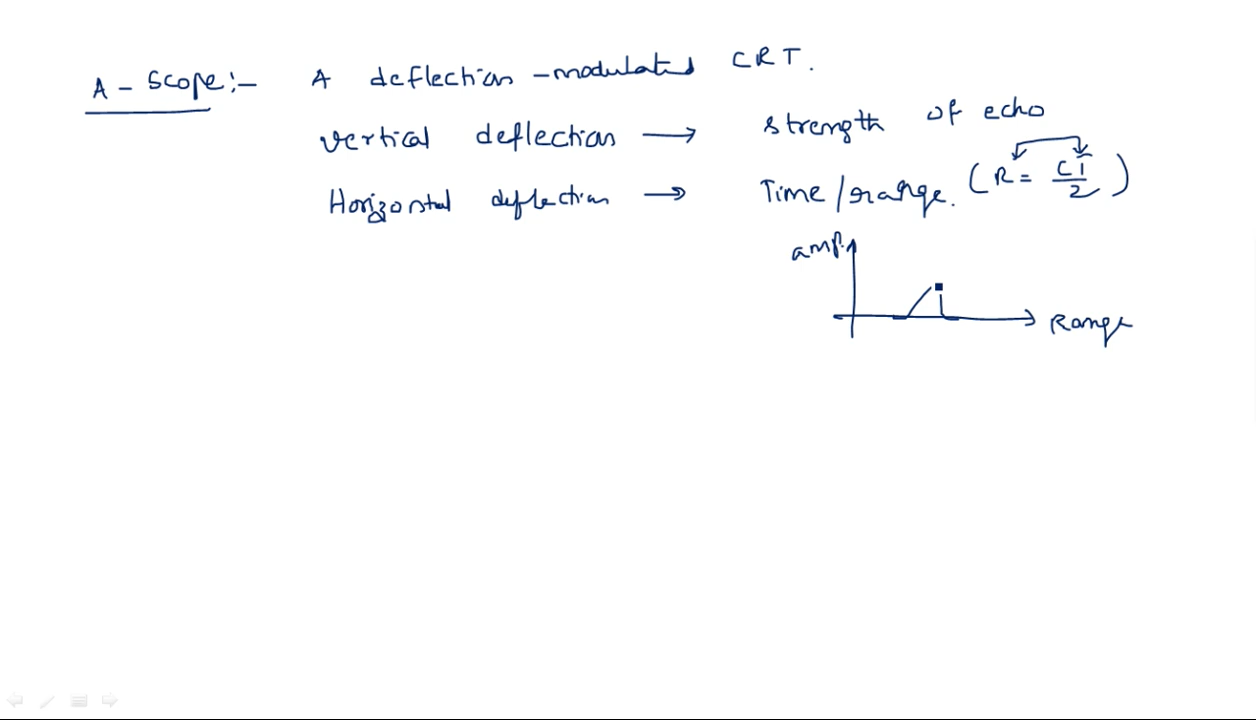 A - Scope :- A deflection - modulated CRT.
vertical deflection → strength of echo
Horizontal deflection → Time/range. (R = CT/2)
amp.
Range